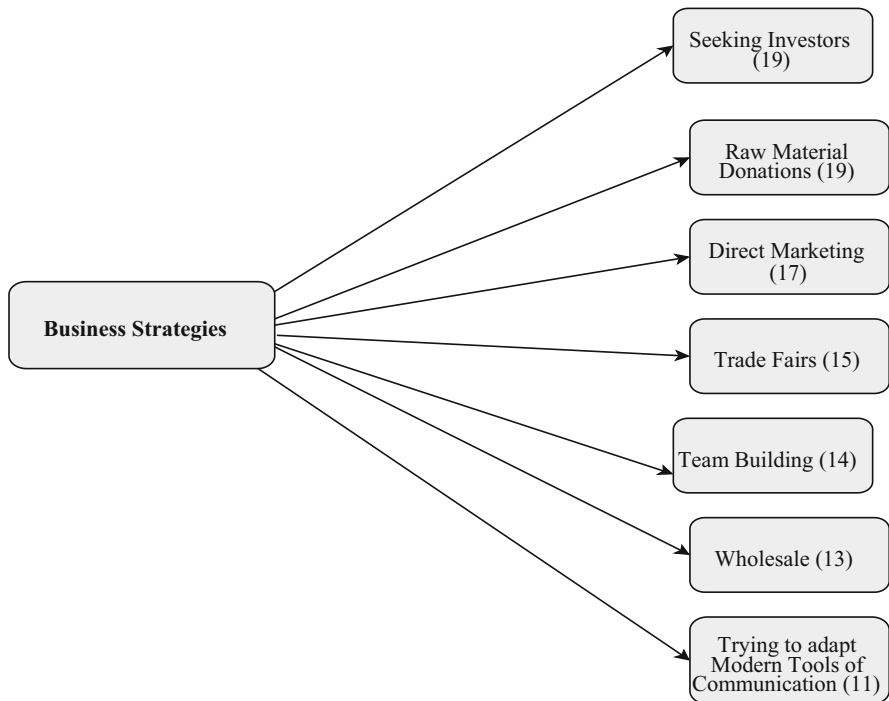 Business Strategies
Seeking Investors
(19)
Raw Material
Donations (19)
Direct Marketing
(17)
Trade Fairs (15)
Team Building (14)
Wholesale (13)
Trying to adapt
Modern Tools of
Communication (11)